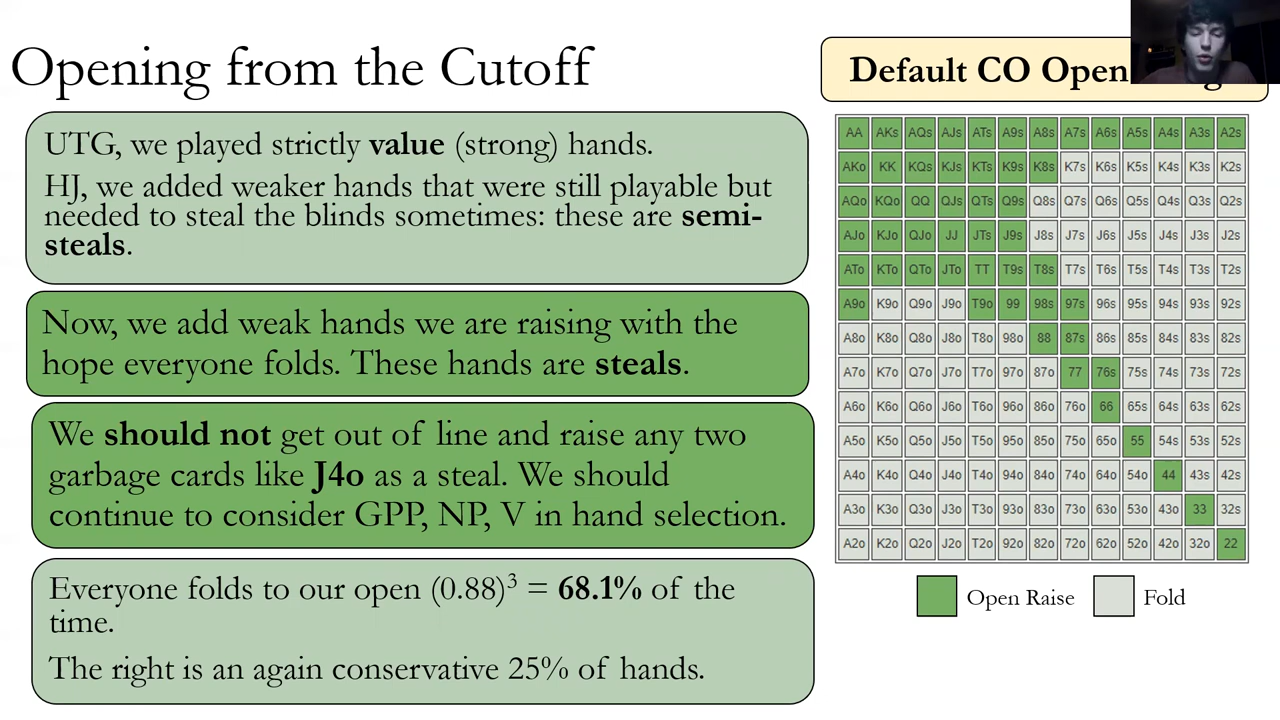 Opening from the Cutoff
UTG, we played strictly value (strong) hands.
HJ, we added weaker hands that were still playable but
needed to steal the blinds sometimes: these are semi-
steals.
Now, we add weak hands we are raising with the
hope everyone folds. These hands are steals.
We should not get out of line and raise any two
garbage cards like J4o as a steal. We should
continue to consider GPP, NP, V in hand selection.
Everyone folds to our open (0.88)³ = 68.1% of the
time.
The right is an again conservative 25% of hands.
Default CO Open
AA AKs AQs AJs ATs A9s A8s A7s A6s A5s A4s A3s A2s
AKo KK KQs KJs KTs K9s K8s K7s K6s K5s K4s K3s K2s
AQo KQo QQ QJs QTs Q9s Q8s Q7s Q6s Q5s Q4s Q3s Q2s
AJo KJo QJo JJ JTs J9s J8s J7s J6s J5s J4s J3s J2s
ATo KTo QTo JTo TT T9s T8s T7s T6s T5s T4s T3s T2s
A9o K9o Q9o J9o T9o 99 98s 97s 96s 95s 94s 93s 92s
A8o K8o Q8o J8o T8o 98o 88 87s 86s 85s 84s 83s 82s
A7o K7o Q7o J7o T7o 97o 87o 77 76s 75s 74s 73s 72s
A6o K6o Q6o J6o T6o 96o 86o 76o 66 65s 64s 63s 62s
A5o K5o Q5o J5o T5o 95o 85o 75o 65o 55 54s 53s 52s
A4o K4o Q4o J4o T4o 94o 84o 74o 64o 54o 44 43s 42s
A3o K3o Q3o J3o T3o 93o 83o 73o 63o 53o 43o 33 32s
A2o K2o Q2o J2o T2o 92o 82o 72o 62o 52o 42o 32o 22
Open Raise Fold